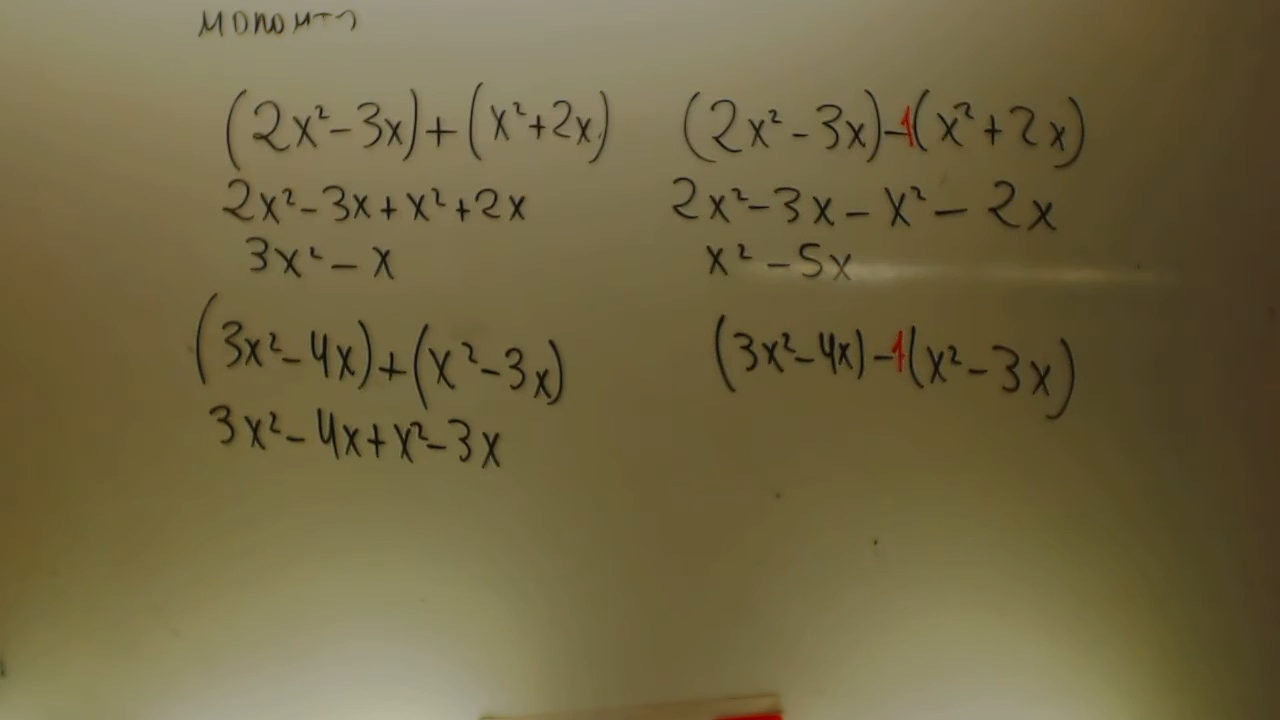 (2x²-3x)+(x²+2x)
2x²-3x+x²+2x
3x²-x
(3x²-4x)+(x²-3x)
3x²-4x+x²-3x
(2x²-3x)-1(x²+2x)
2x²-3x-x²-2x
x²-5x
(3x²-4x)-1(x²-3x)